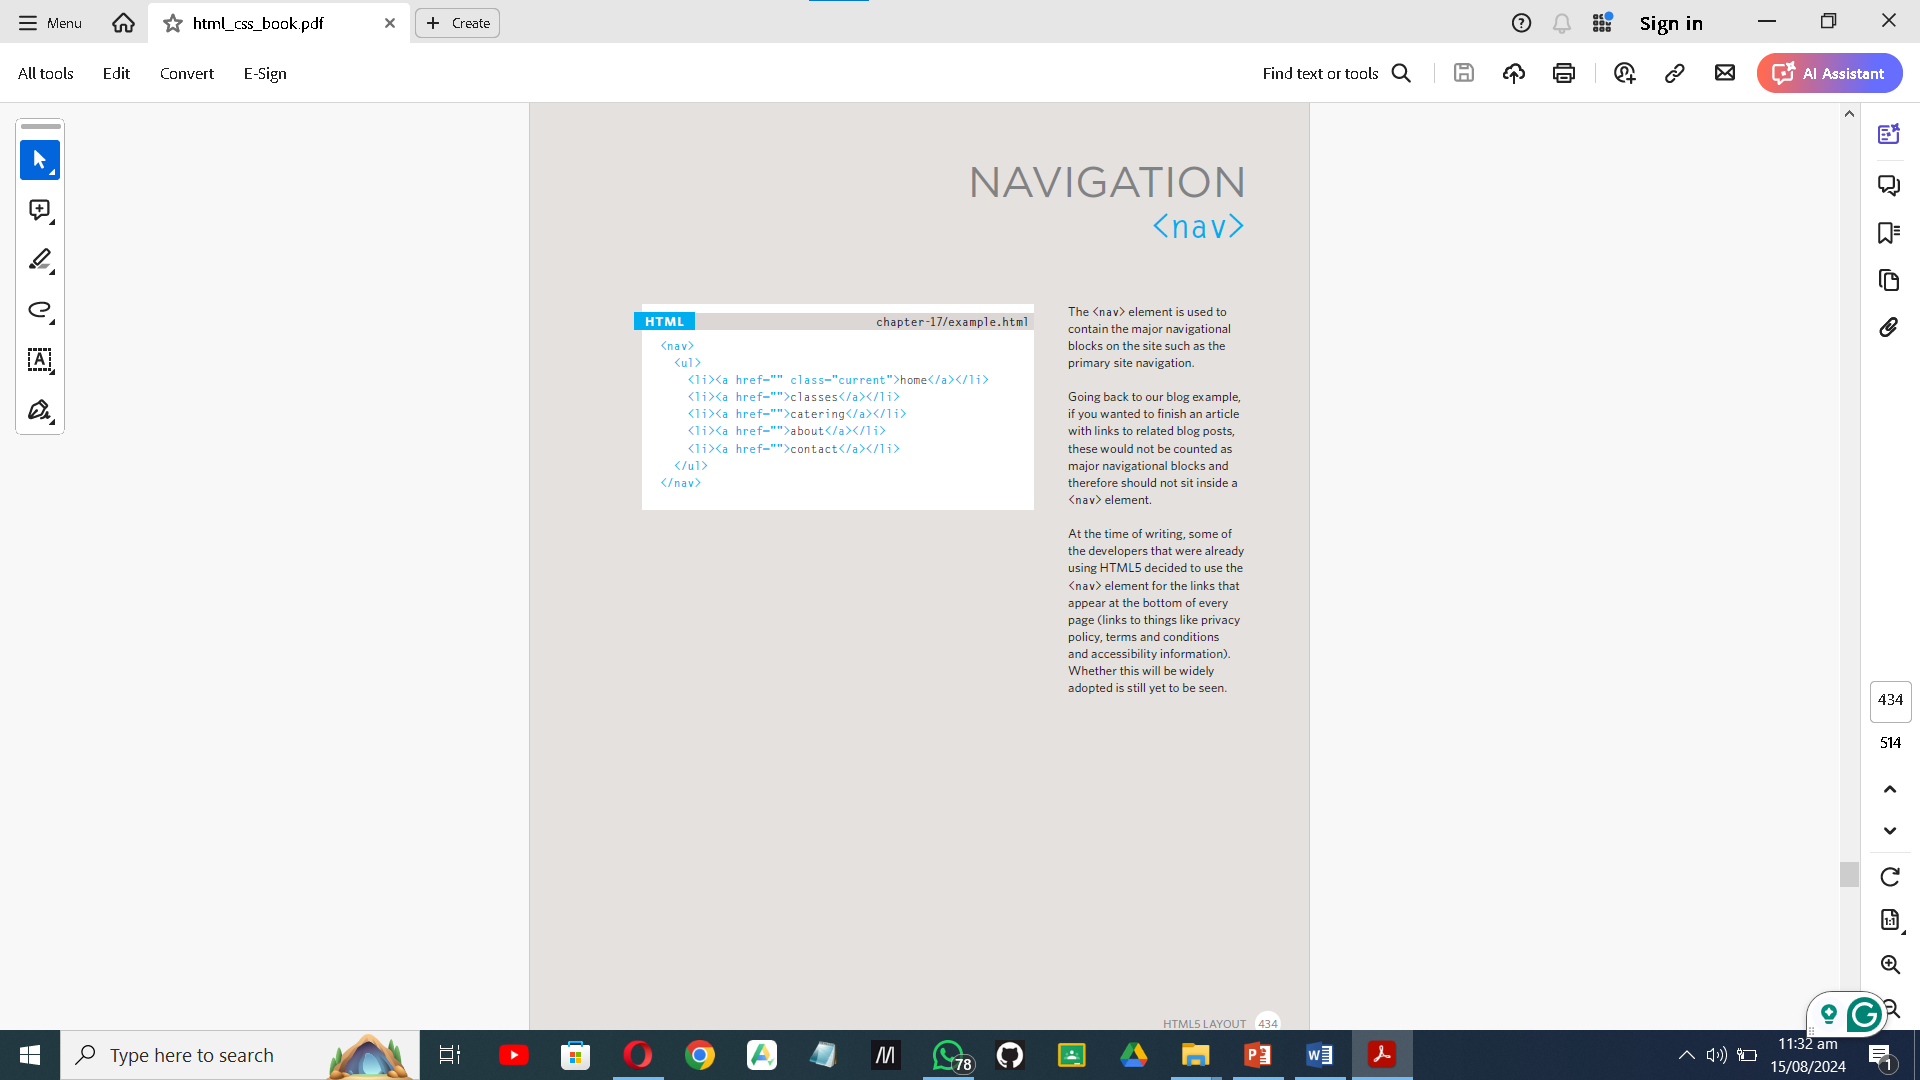 Menu
html_css_book.pdf
Create
Sign in
All tools
Edit
Convert
E-Sign
Find text or tools
AI Assistant
NAVIGATION
<nav>
HTML
chapter-17/example.html
<nav>
<ul>
<li><a href="" class="current">home</a></li>
<li><a href="">classes</a></li>
<li><a href="">catering</a></li>
<li><a href="">about</a></li>
<li><a href="">contact</a></li>
</ul>
</nav>
The <nav> element is used to
contain the major navigational
blocks on the site such as the
primary site navigation.
Going back to our blog example,
if you wanted to finish an article
with links to related blog posts,
these would not be counted as
major navigational blocks and
therefore should not sit inside a
<nav> element.
At the time of writing, some of
the developers that were already
using HTML5 decided to use the
<nav> element for the links that
appear at the bottom of every
page (links to things like privacy
policy, terms and conditions
and accessibility information).
Whether this will be widely
adopted is still yet to be seen.
434
514
1:1
HTML5 LAYOUT 434
Type here to search
78
11:32 am
15/08/2024
1